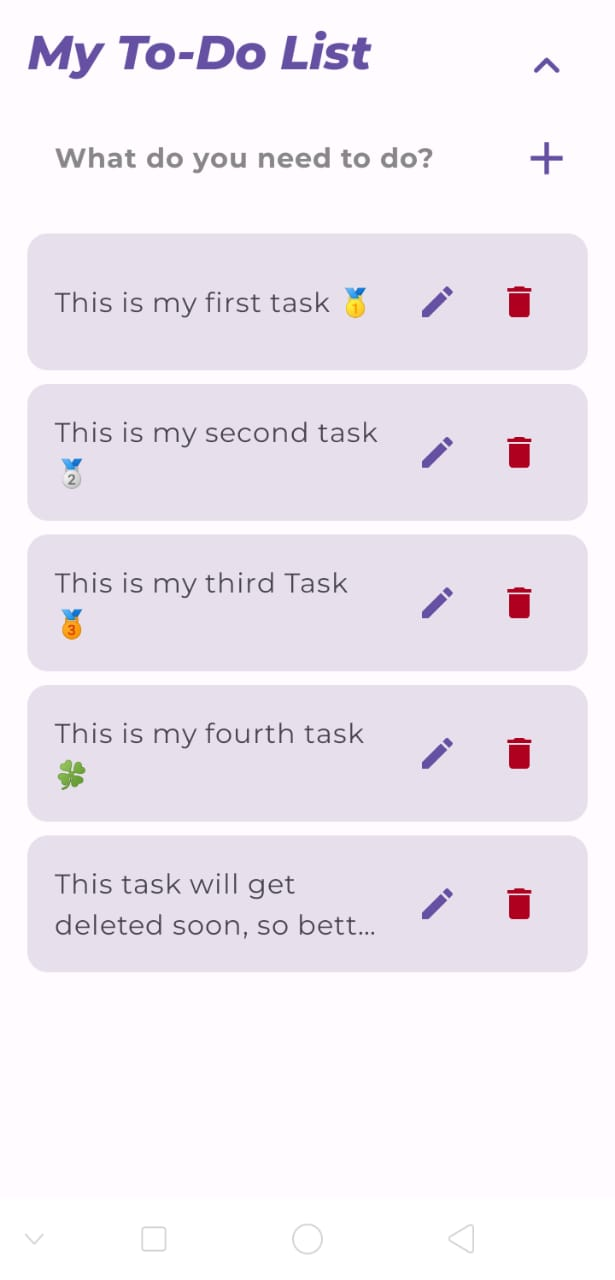 My To-Do List
What do you need to do?
This is my first task 🥇
This is my second task
🥈
This is my third Task
🥉
This is my fourth task
🍀
This task will get
deleted soon, so bett...